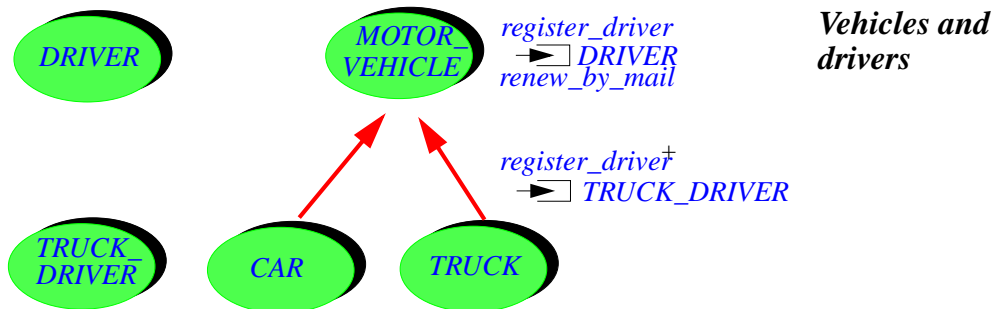 DRIVER
MOTOR_
VEHICLE
register_driver
DRIVER
renew_by_mail
Vehicles and
drivers
register_driver+
TRUCK_DRIVER
TRUCK_
DRIVER
CAR
TRUCK